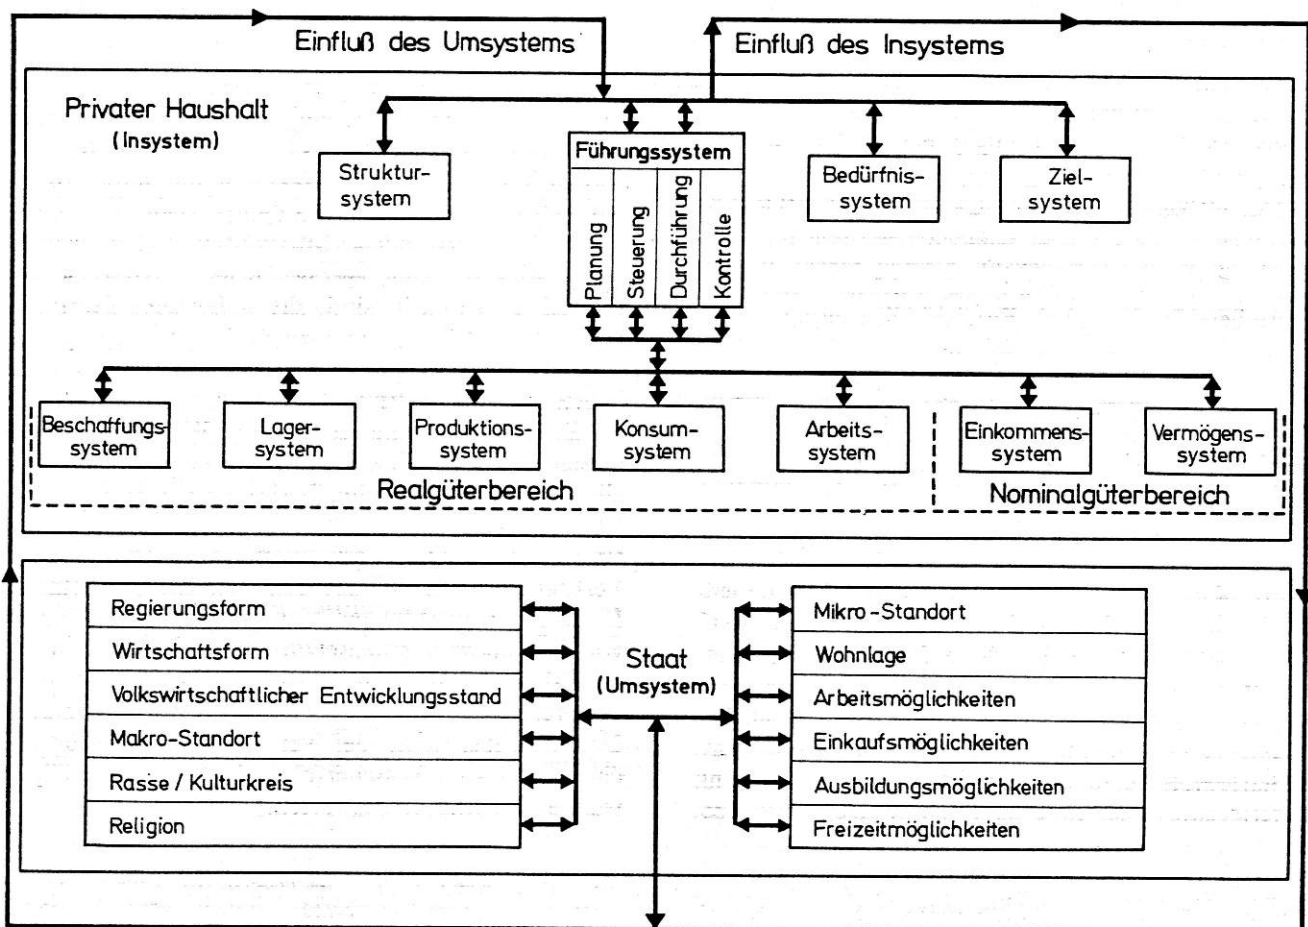 Einfluß des Umsystems
Einfluß des Insystems
Privater Haushalt
(Insystem)
Struktur-
system
Führungssystem
Planung
Steuerung
Durchführung
Kontrolle
Bedürfnis-
system
Ziel-
system
Beschaffungs-
system
Lager-
system
Produktions-
system
Konsum-
system
Arbeits-
system
Einkommens-
system
Vermögens-
system
Realgüterbereich
Nominalgüterbereich
Regierungsform
Wirtschaftsform
Volkswirtschaftlicher Entwicklungsstand
Makro-Standort
Rasse / Kulturkreis
Religion
Staat
(Umsystem)
Mikro-Standort
Wohnlage
Arbeitsmöglichkeiten
Einkaufsmöglichkeiten
Ausbildungsmöglichkeiten
Freizeitmöglichkeiten